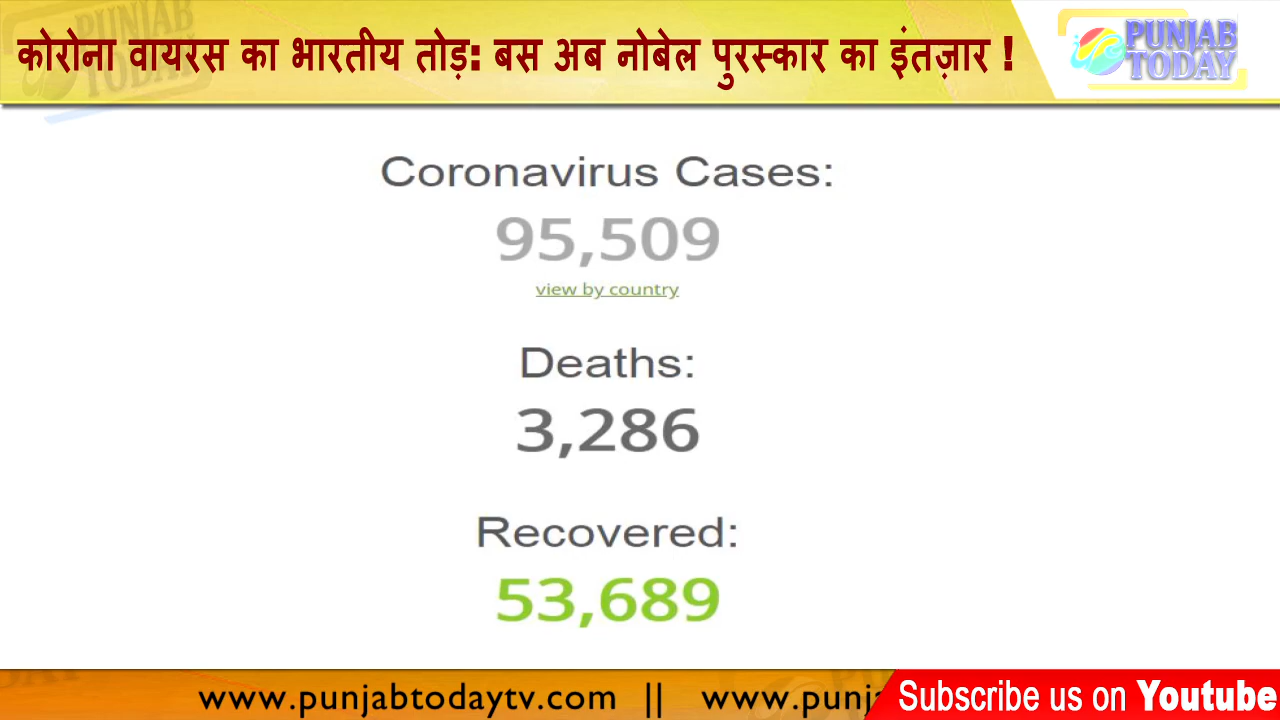 कोरोना वायरस का भारतीय तोड़: बस अब नोबेल पुरस्कार का इंतज़ार !
PUNJAB
TODAY
Coronavirus Cases:
95,509
view by country
Deaths:
3,286
Recovered:
53,689
www.punjabtodaytv.com || www.punj
Subscribe us on Youtube